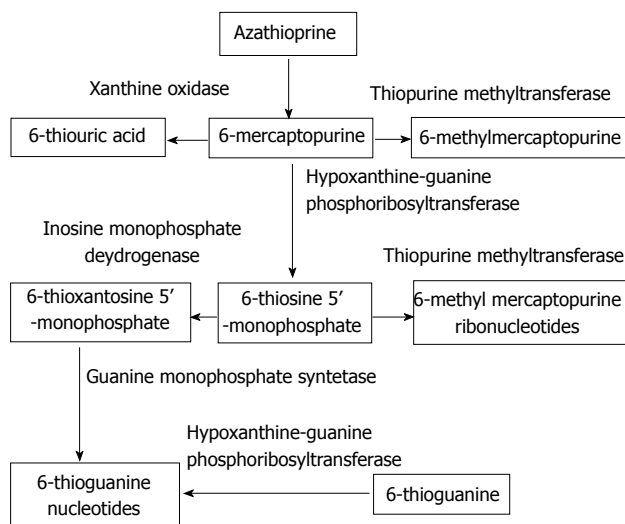 Azathioprine
Xanthine oxidase
Thiopurine methyltransferase
6-thiouric acid
6-mercaptopurine
6-methylmercaptopurine
Hypoxanthine-guanine
phosphoribosyltransferase
Inosine monophosphate
deydrogenase
Thiopurine methyltransferase
6-thioxantosine 5′
-monophosphate
6-thiosine 5′
-monophosphate
6-methyl mercaptopurine
ribonucleotides
Guanine monophosphate syntetase
Hypoxanthine-guanine
phosphoribosyltransferase
6-thioguanine
nucleotides
6-thioguanine